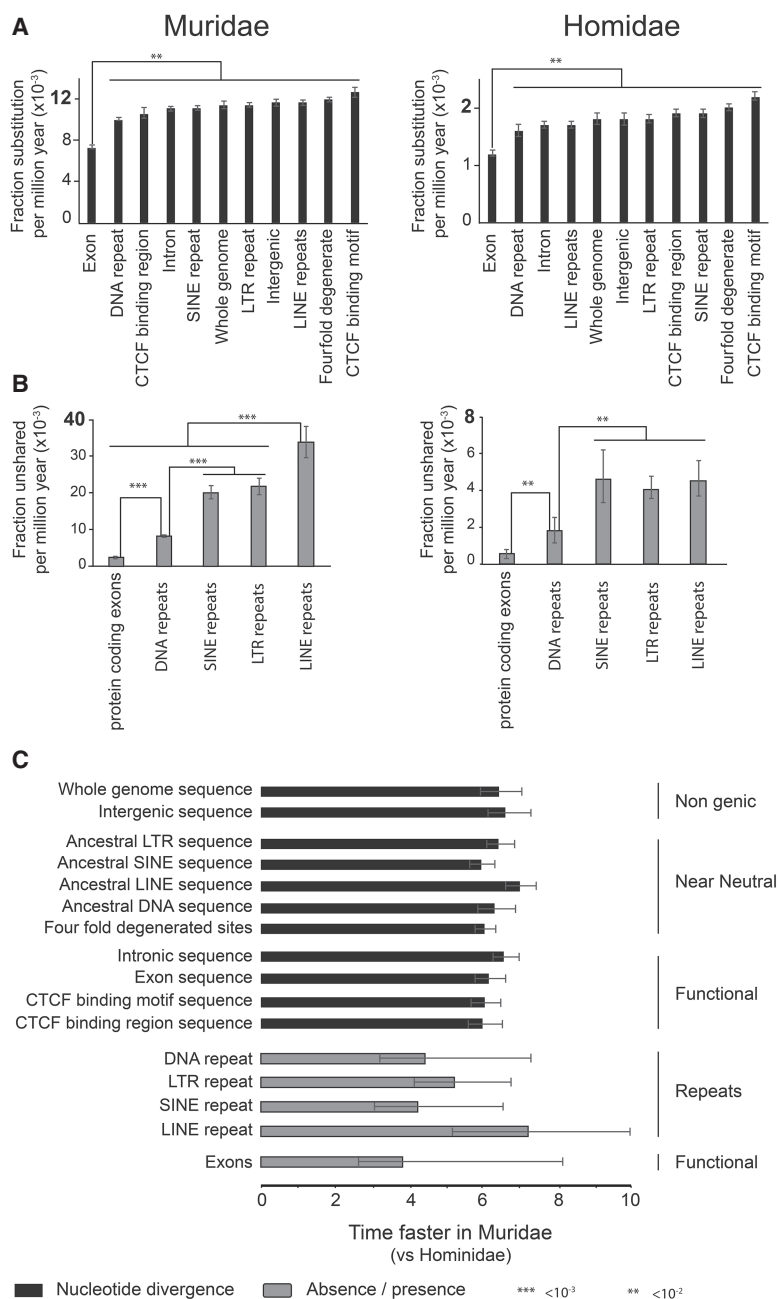 A
Muridae
Homidae
Fraction substitution
per million year (x10⁻³)
12
8
4
0
**
Exon
DNA repeat
CTCF binding region
Intron
SINE repeat
Whole genome
LTR repeat
Intergenic
LINE repeats
Fourfold degenerate
CTCF binding motif
Fraction substitution
per million year (x10⁻³)
2
1
0
**
Exon
DNA repeat
Intron
LINE repeats
Whole genome
Intergenic
LTR repeat
CTCF binding region
SINE repeat
Fourfold degenerate
CTCF binding motif
B
Fraction unshared
per million year (x10⁻³)
40
30
20
10
0
***
***
***
protein coding exons
DNA repeats
SINE repeats
LTR repeats
LINE repeats
Fraction unshared
per million year (x10⁻³)
8
6
4
2
0
**
**
protein coding exons
DNA repeats
SINE repeats
LTR repeats
LINE repeats
C
Whole genome sequence
Intergenic sequence
Non genic
Ancestral LTR sequence
Ancestral SINE sequence
Ancestral LINE sequence
Ancestral DNA sequence
Four fold degenerated sites
Near Neutral
Intronic sequence
Exon sequence
CTCF binding motif sequence
CTCF binding region sequence
Functional
DNA repeat
LTR repeat
SINE repeat
LINE repeat
Repeats
Exons
Functional
0 2 4 6 8 10
Time faster in Muridae
(vs Hominidae)
Nucleotide divergence Absence / presence *** <10⁻³ ** <10⁻²